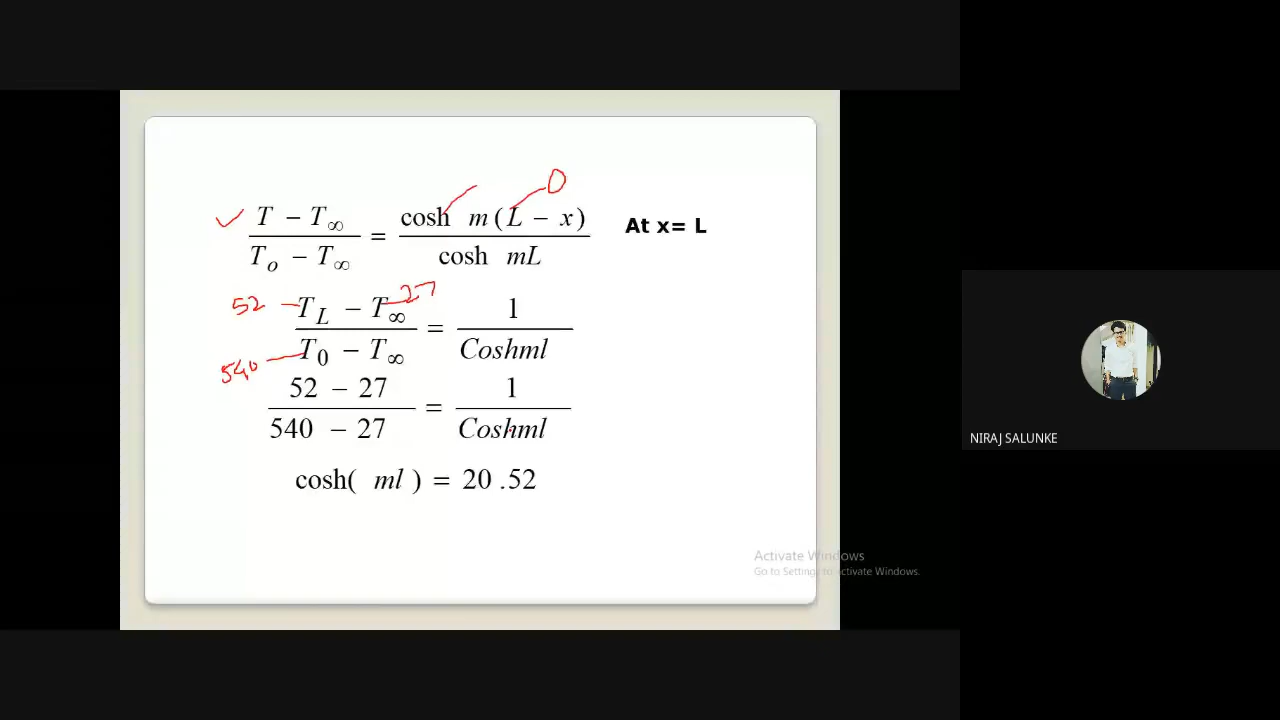 0
T − T∞ / To − T∞ = cosh m ( L − x ) / cosh mL At x= L
52 TL − T∞ 27 / T0 − T∞ = 1 / Coshml
540
52 − 27 / 540 − 27 = 1 / Coshml
cosh( ml ) = 20 .52
NIRAJ SALUNKE
Activate Windows
Go to Settings to activate Windows.